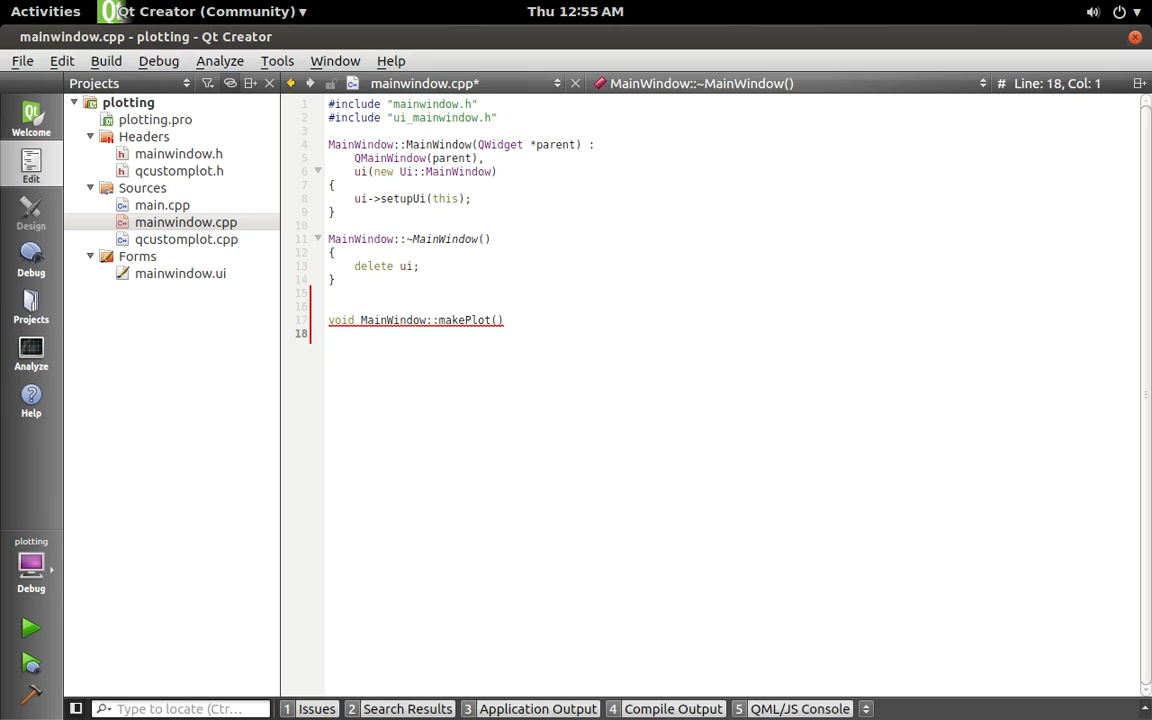 Activities Qt Creator (Community) ▾ Thu 12:55 AM
mainwindow.cpp - plotting - Qt Creator
File Edit Build Debug Analyze Tools Window Help
Projects mainwindow.cpp* MainWindow::~MainWindow() # Line: 18, Col: 1
Welcome
Edit
Design
Debug
Projects
Analyze
Help
plotting
Debug
plotting
plotting.pro
Headers
mainwindow.h
qcustomplot.h
Sources
main.cpp
mainwindow.cpp
qcustomplot.cpp
Forms
mainwindow.ui
1 #include "mainwindow.h"
2 #include "ui_mainwindow.h"
3
4 MainWindow::MainWindow(QWidget *parent) :
5     QMainWindow(parent),
6     ui(new Ui::MainWindow)
7 {
8     ui->setupUi(this);
9 }
10
11 MainWindow::~MainWindow()
12 {
13     delete ui;
14 }
15
16
17 void MainWindow::makePlot()
18
Type to locate (Ctr... 1 Issues 2 Search Results 3 Application Output 4 Compile Output 5 QML/JS Console